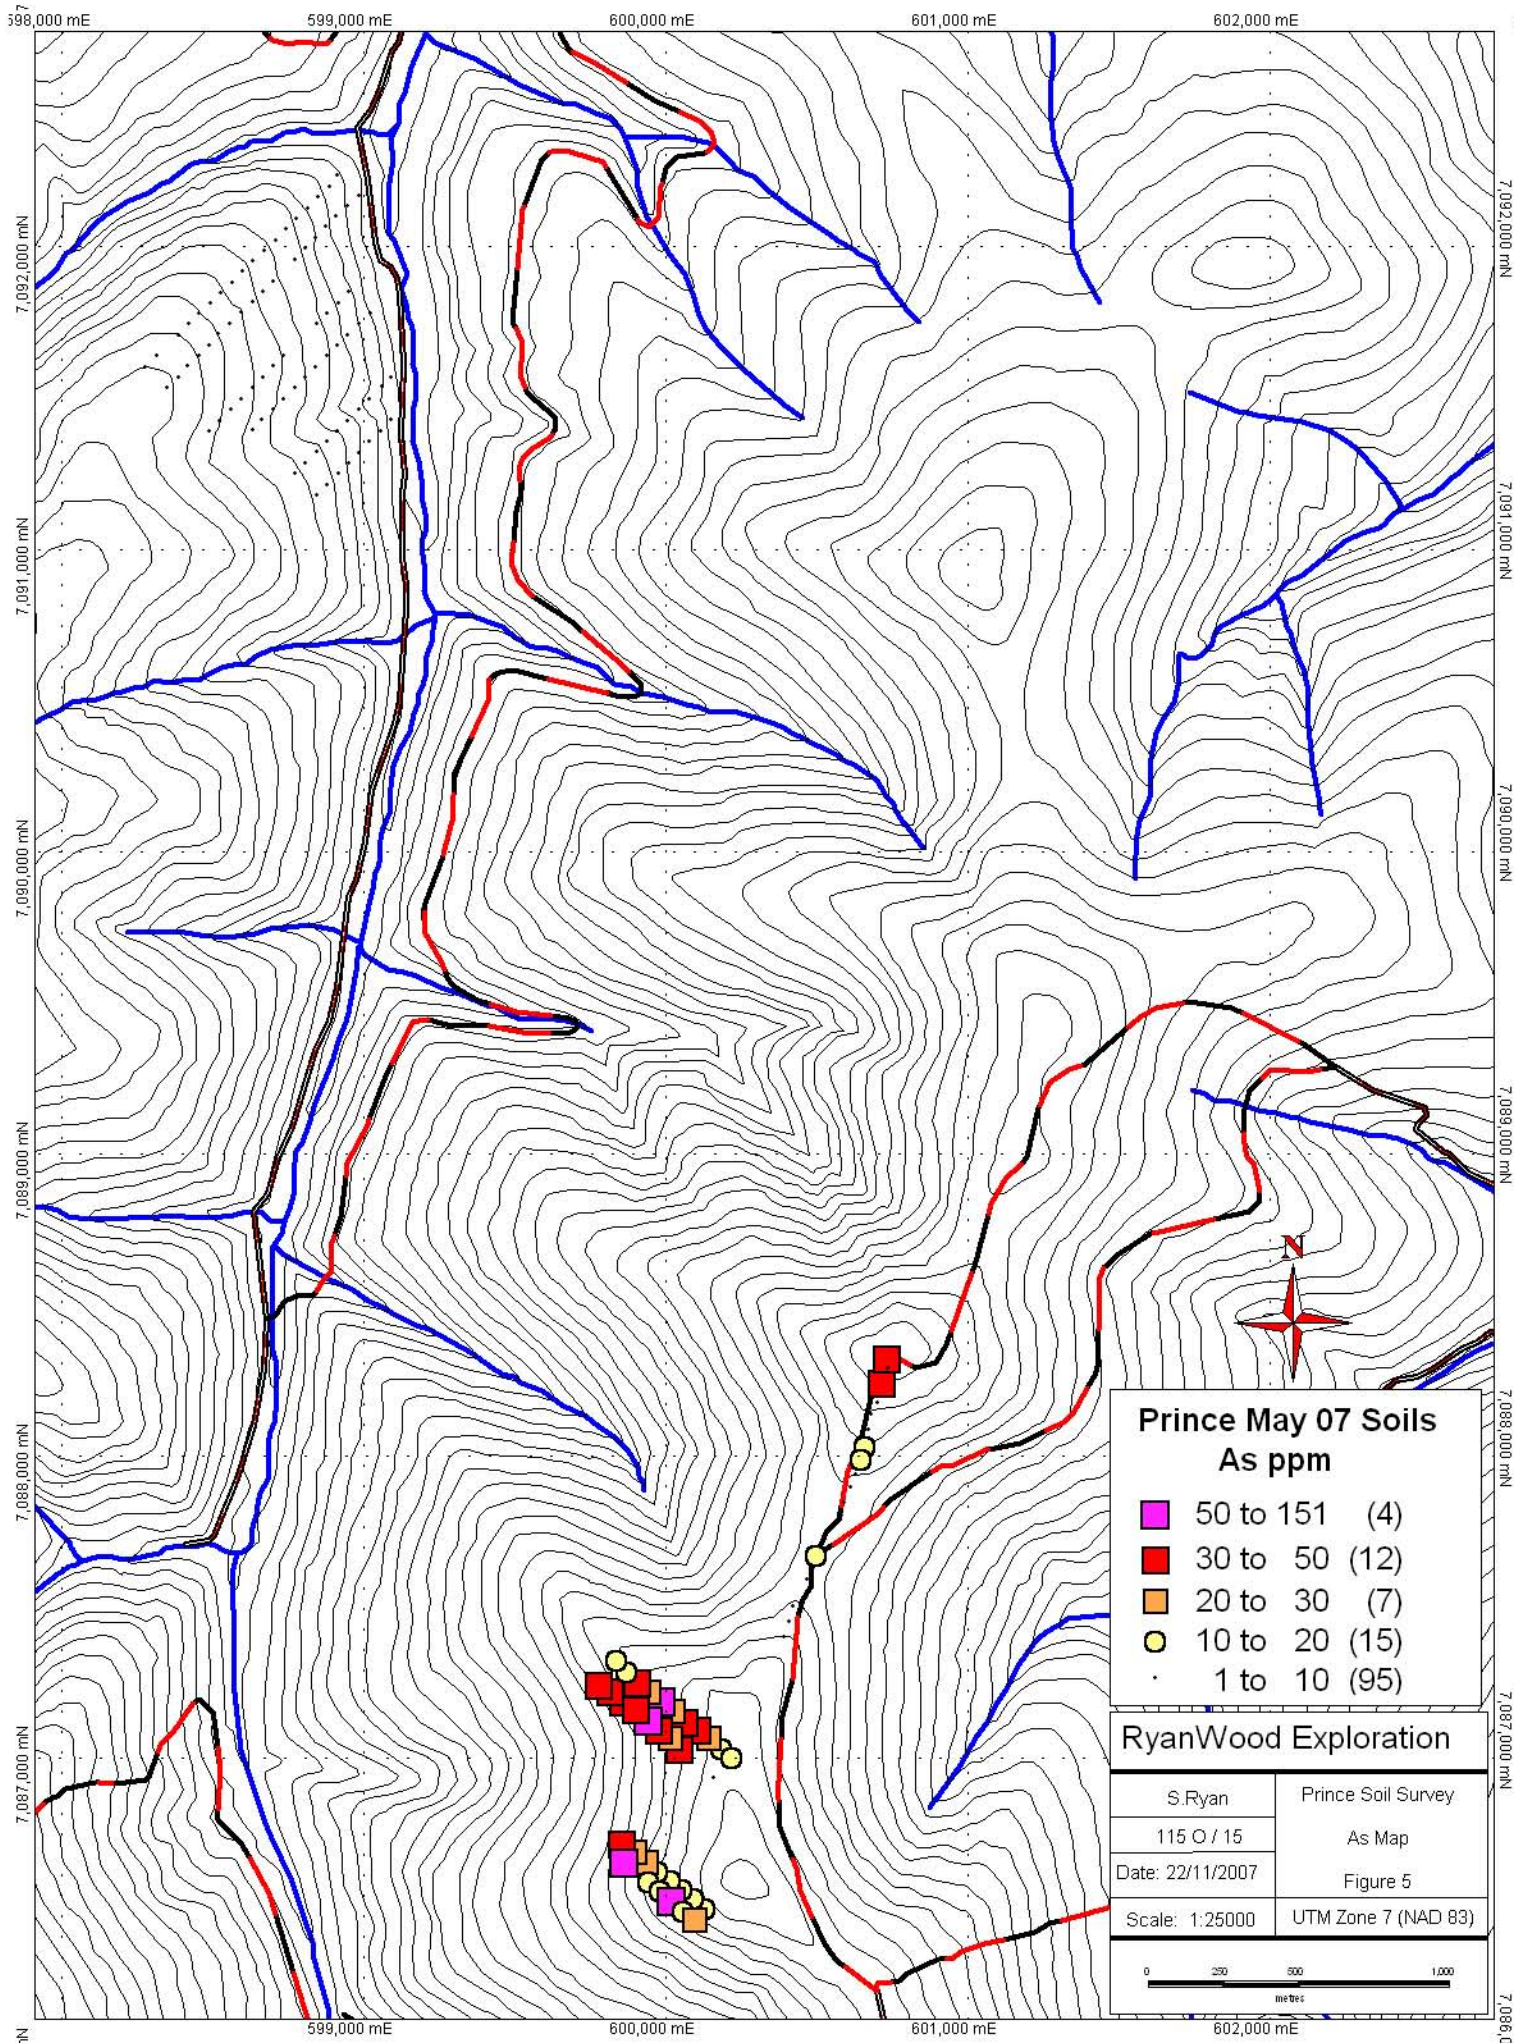 598,000 mE 599,000 mE 600,000 mE 601,000 mE 602,000 mE
7,092,000 mN 7,092,000 mN
7,091,000 mN 7,091,000 mN
7,090,000 mN 7,090,000 mN
7,089,000 mN 7,089,000 mN
N
7,088,000 mN 7,088,000 mN
Prince May 07 Soils
As ppm
50 to 151 (4)
30 to 50 (12)
20 to 30 (7)
10 to 20 (15)
1 to 10 (95)
7,087,000 mN 7,087,000 mN
RyanWood Exploration
S.Ryan
Prince Soil Survey
115 O / 15
As Map
Date: 22/11/2007
Figure 5
Scale: 1:25000
UTM Zone 7 (NAD 83)
0 250 500 1,000
metres
7,086,0
599,000 mE 600,000 mE 601,000 mE 602,000 mE